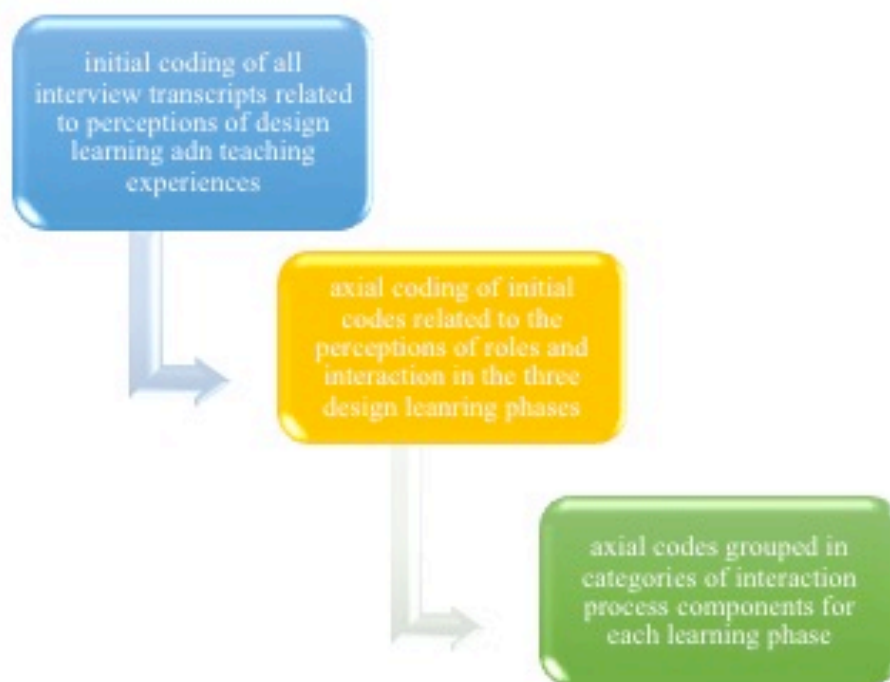 initial coding of all
interview transcripts related
to perceptions of design
learning adn teaching
experiences
axial coding of initial
codes related to the
perceptions of roles and
interaction in the three
design leanring phases
axial codes grouped in
categories of interaction
process components for
each learning phase